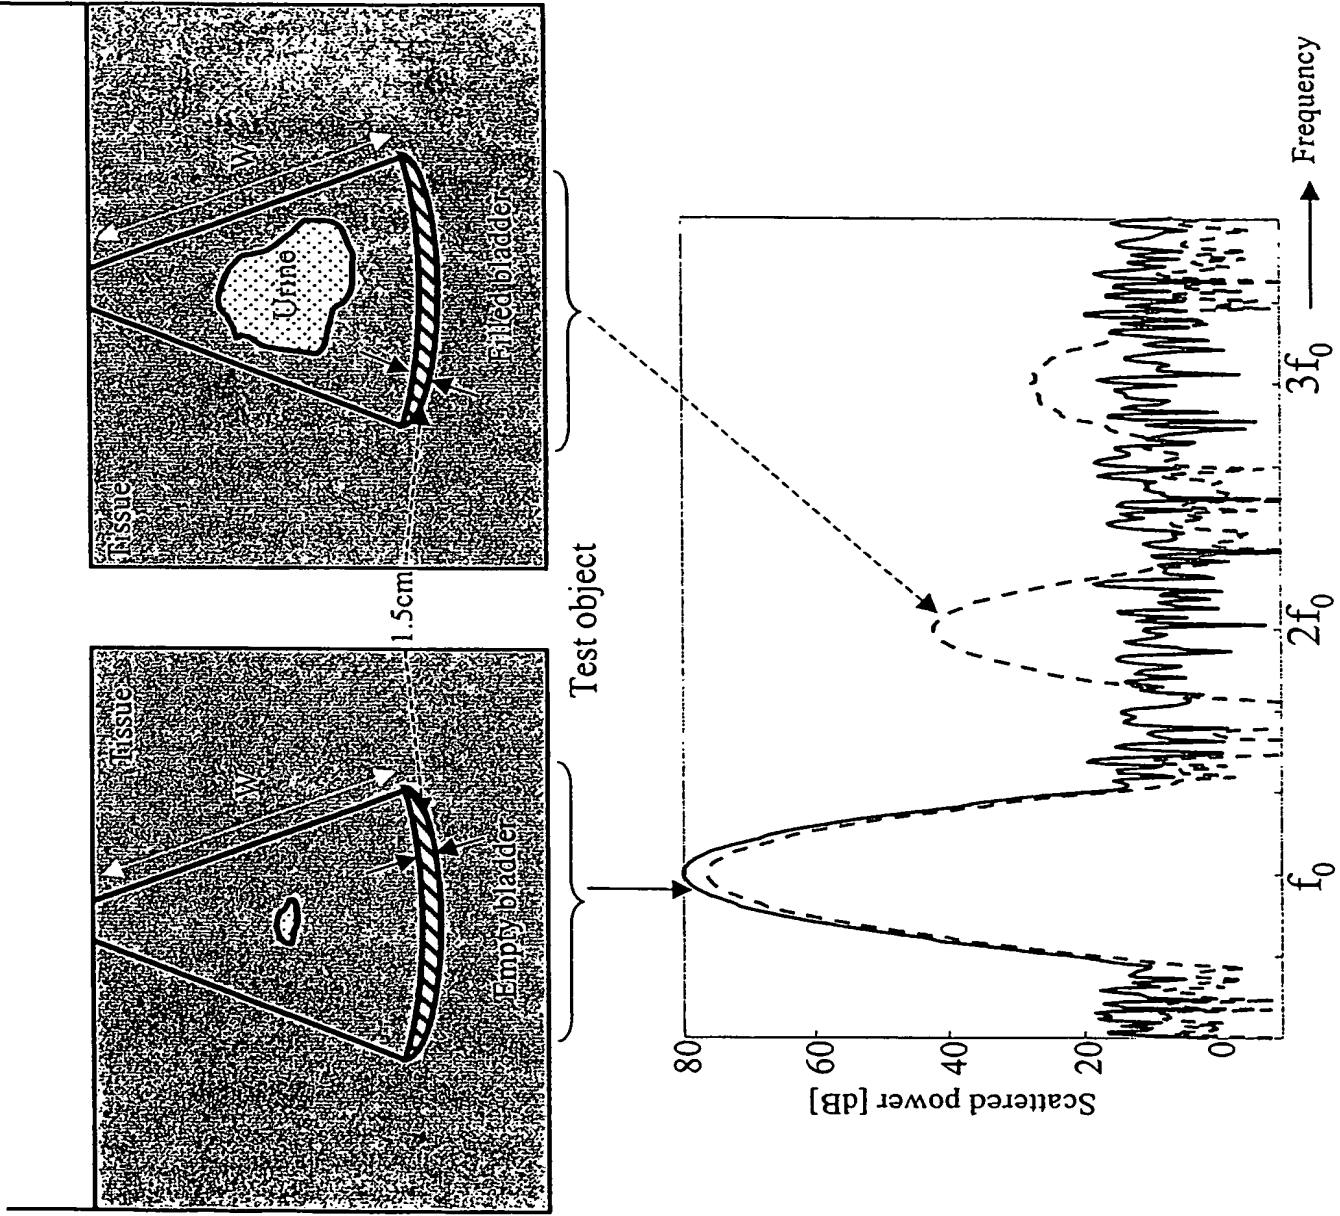 Tissue
W
Empty bladder
1.5cm
Tissue
W
Urine
Filled bladder
Test object
Scattered power [dB]
80
60
40
20
0
f₀
2f₀
3f₀
Frequency